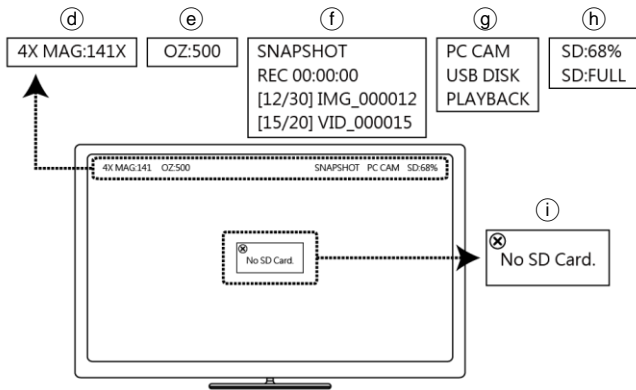 d
e
f
g
h
4X MAG:141X
OZ:500
SNAPSHOT
REC 00:00:00
[12/30] IMG_000012
[15/20] VID_000015
PC CAM
USB DISK
PLAYBACK
SD:68%
SD:FULL
4X MAG:141 OZ:500 SNAPSHOT PC CAM SD:68%
No SD Card.
i
No SD Card.